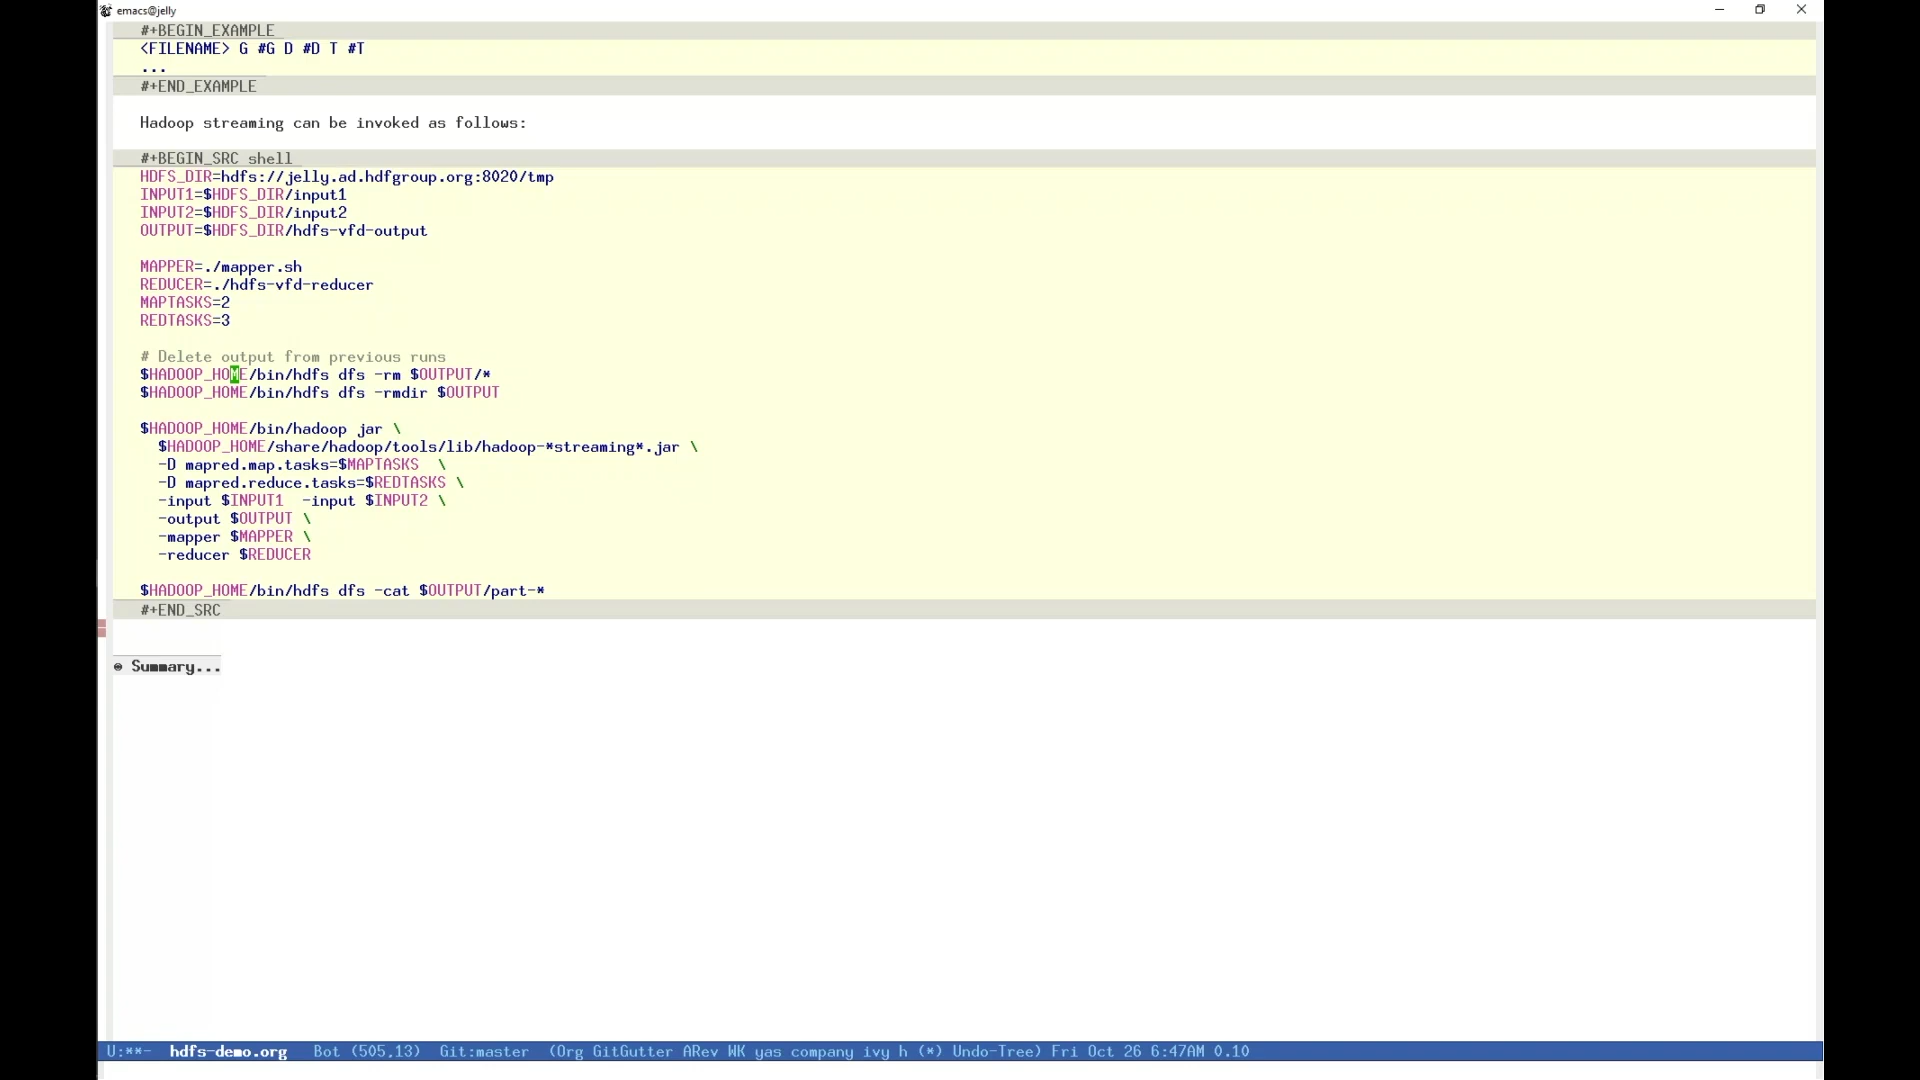 emacs@jelly
#+BEGIN_EXAMPLE
<FILENAME> G #G D #D T #T
...
#+END_EXAMPLE
Hadoop streaming can be invoked as follows:
#+BEGIN_SRC shell
HDFS_DIR=hdfs://jelly.ad.hdfgroup.org:8020/tmp
INPUT1=$HDFS_DIR/input1
INPUT2=$HDFS_DIR/input2
OUTPUT=$HDFS_DIR/hdfs-vfd-output
MAPPER=./mapper.sh
REDUCER=./hdfs-vfd-reducer
MAPTASKS=2
REDTASKS=3
# Delete output from previous runs
$HADOOP_HOME/bin/hdfs dfs -rm $OUTPUT/*
$HADOOP_HOME/bin/hdfs dfs -rmdir $OUTPUT
$HADOOP_HOME/bin/hadoop jar \
$HADOOP_HOME/share/hadoop/tools/lib/hadoop-*streaming*.jar \
-D mapred.map.tasks=$MAPTASKS  \
-D mapred.reduce.tasks=$REDTASKS \
-input $INPUT1  -input $INPUT2 \
-output $OUTPUT \
-mapper $MAPPER \
-reducer $REDUCER
$HADOOP_HOME/bin/hdfs dfs -cat $OUTPUT/part-*
#+END_SRC
Summary...
U:**-  hdfs-demo.org   Bot (505,13)  Git:master  (Org GitGutter ARev WK yas company ivy h (*) Undo-Tree) Fri Oct 26 6:47AM 0.10